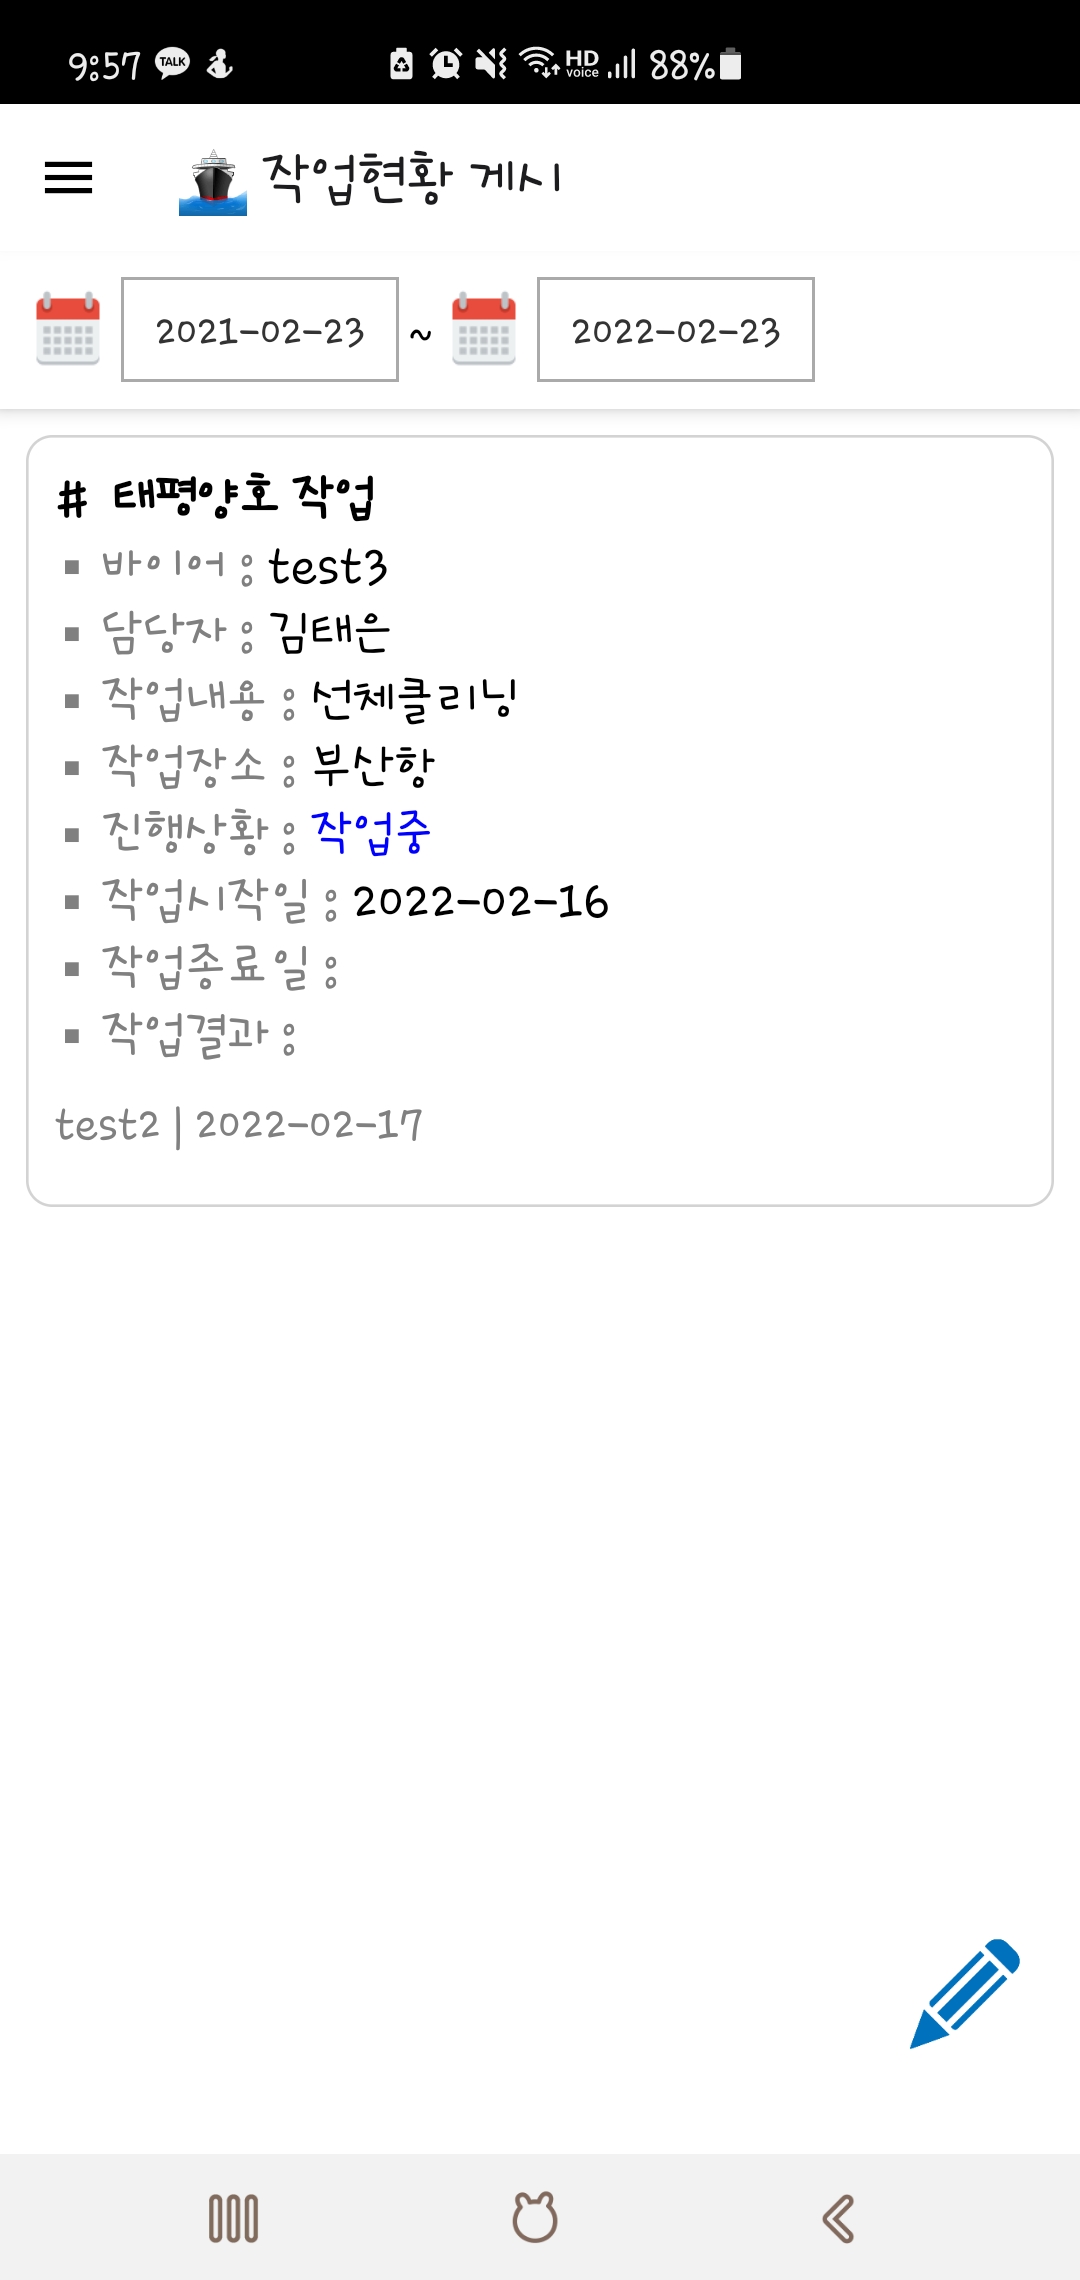 9:57 TALK HD voice 88%
작업현황 게시
2021-02-23 ~ 2022-02-23
# 태평양호 작업
▪ 바이어 : test3
▪ 담당자 : 김태은
▪ 작업내용 : 선체클리닝
▪ 작업장소 : 부산항
▪ 진행상황 : 작업중
▪ 작업시작일 : 2022-02-16
▪ 작업종료일 :
▪ 작업결과 :
test2 | 2022-02-17